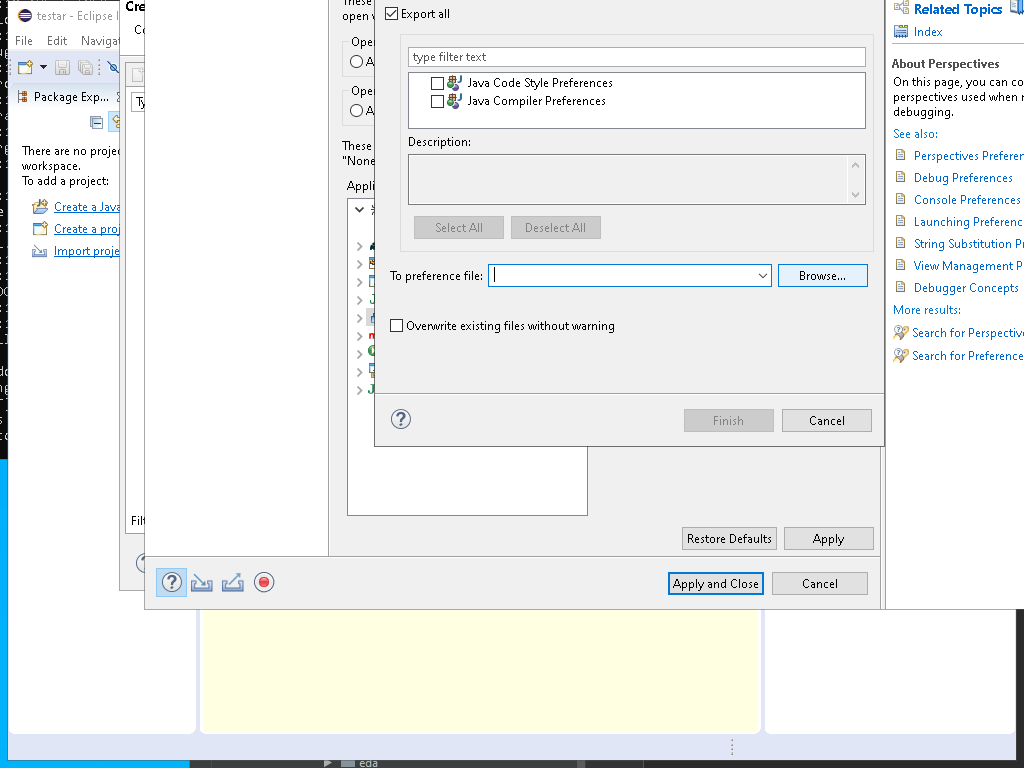 testar - Eclipse I
File Edit Navigat
Package Exp...
There are no proje
workspace.
To add a project:
Create a Java
Create a proj
Import proje
Cre
Ty
Filt
These
open w
Oper
Oper
These
"None
Appli
Export all
type filter text
Java Code Style Preferences
Java Compiler Preferences
Description:
Select All Deselect All
To preference file: Browse...
Overwrite existing files without warning
Finish Cancel
Restore Defaults Apply
Apply and Close Cancel
Related Topics
Index
About Perspectives
On this page, you can co
perspectives used when r
debugging.
See also:
Perspectives Preferen
Debug Preferences
Console Preferences
Launching Preferenc
String Substitution Pr
View Management P
Debugger Concepts
More results:
Search for Perspective
Search for Preference
eda